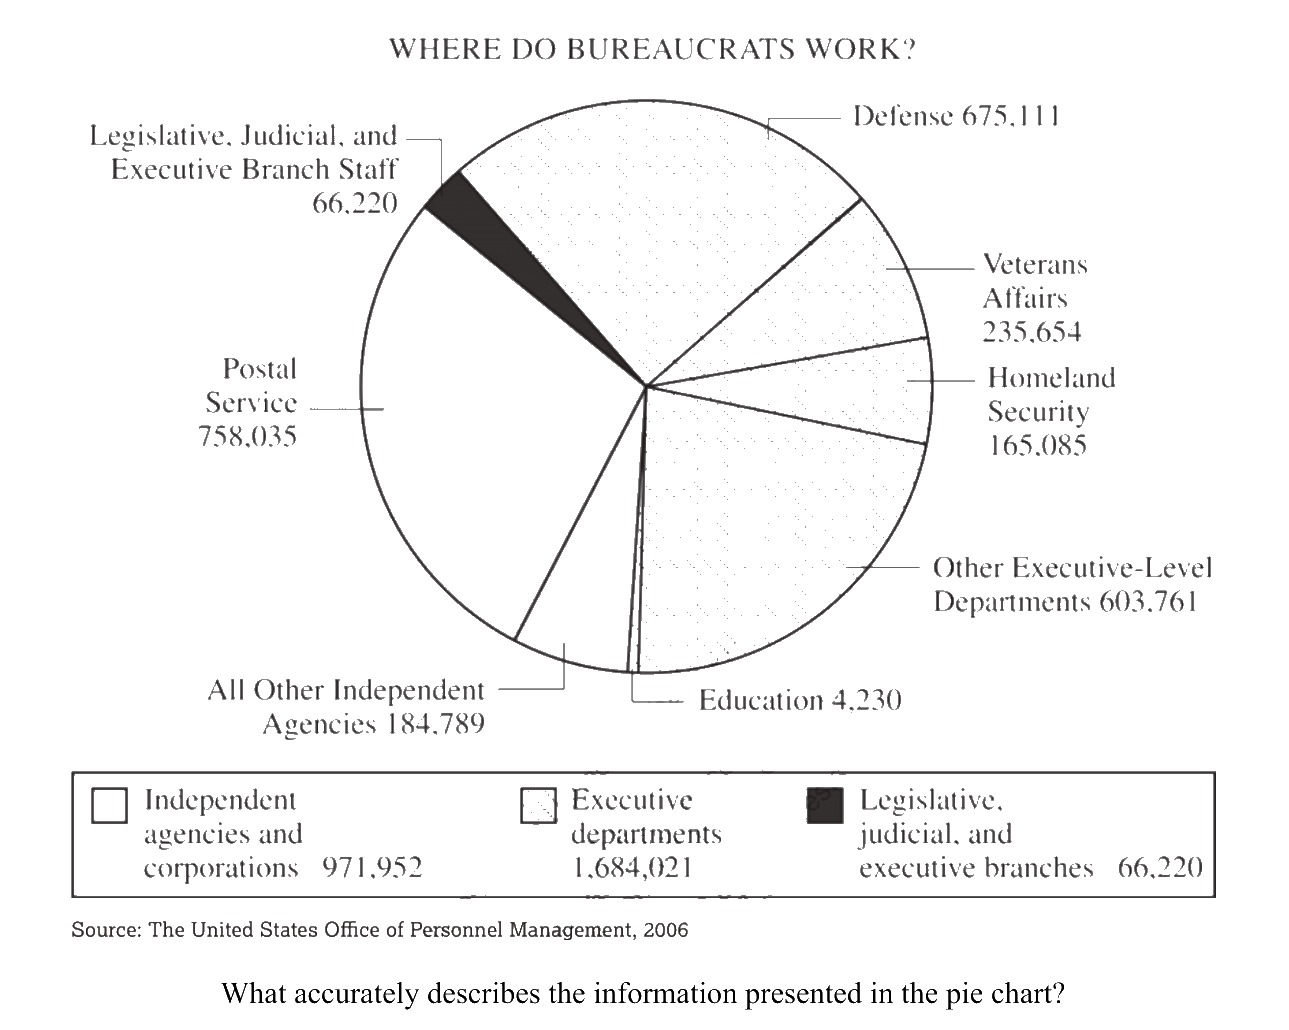 WHERE DO BUREAUCRATS WORK?
Legislative, Judicial, and
Executive Branch Staff
66,220
Defense 675,111
Veterans
Affairs
235,654
Homeland
Security
165,085
Postal
Service
758,035
Other Executive-Level
Departments 603,761
All Other Independent
Agencies 184,789
Education 4,230
Independent
agencies and
corporations 971,952
Executive
departments
1,684,021
Legislative,
judicial, and
executive branches 66,220
Source: The United States Office of Personnel Management, 2006
What accurately describes the information presented in the pie chart?